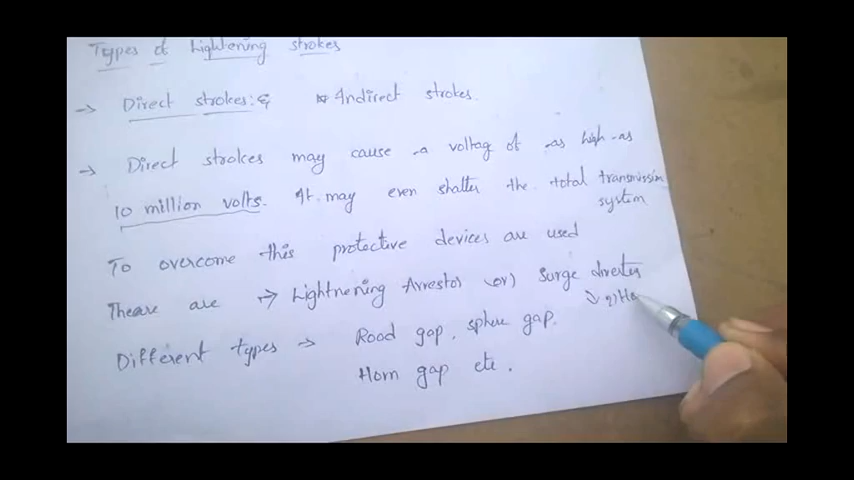 Types of Lightening strokes
→ Direct strokes: & Indirect strokes.
→ Direct strokes may cause a voltag of as high as
10 million volts. It may even shatter the total transmission
system
To overcome this protective devices are used
Theare are → Lightnening Arrestor (or) Surge diverters
Different types → Rood gap, sphere gap.
Horn gap etc.